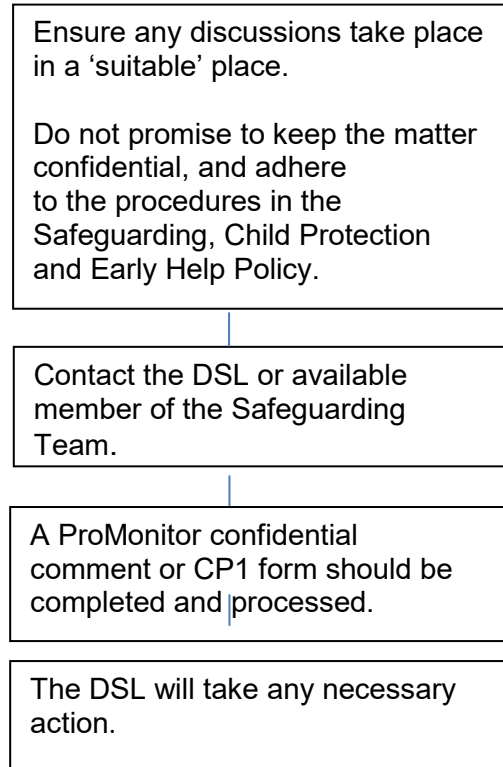 Ensure any discussions take place
in a ‘suitable’ place.
Do not promise to keep the matter
confidential, and adhere
to the procedures in the
Safeguarding, Child Protection
and Early Help Policy.
Contact the DSL or available
member of the Safeguarding
Team.
A ProMonitor confidential
comment or CP1 form should be
completed and processed.
The DSL will take any necessary
action.